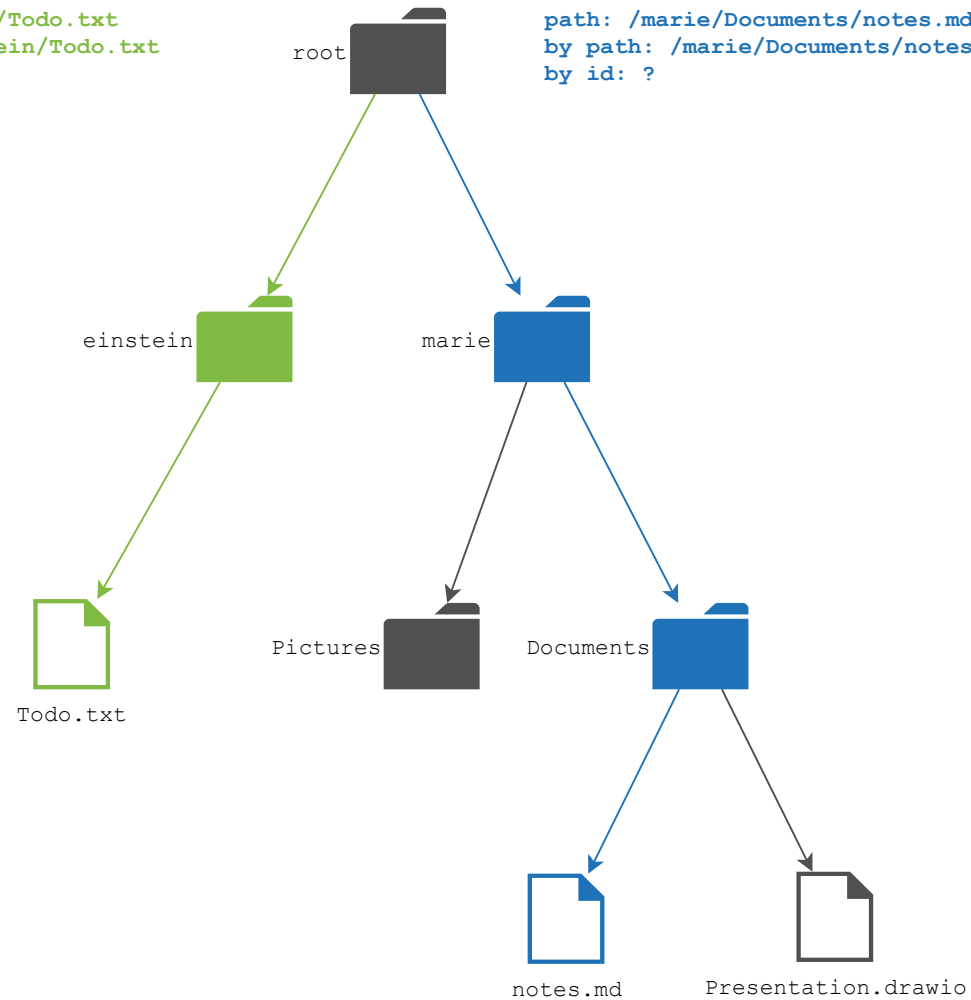 /Todo.txt
ein/Todo.txt
path: /marie/Documents/notes.md
by path: /marie/Documents/notes
by id: ?
root
einstein
marie
Pictures
Documents
Todo.txt
notes.md
Presentation.drawio